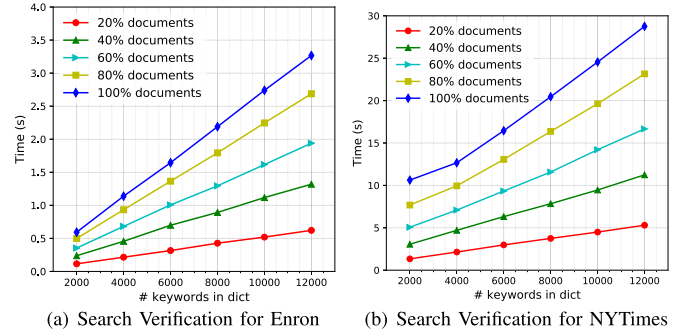 4.0
3.5
3.0
2.5
2.0
1.5
1.0
0.5
0.0
Time (s)
20% documents
40% documents
60% documents
80% documents
100% documents
2000 4000 6000 8000 10000 12000
# keywords in dict
(a) Search Verification for Enron
30
25
20
15
10
5
0
Time (s)
20% documents
40% documents
60% documents
80% documents
100% documents
2000 4000 6000 8000 10000 12000
# keywords in dict
(b) Search Verification for NYTimes